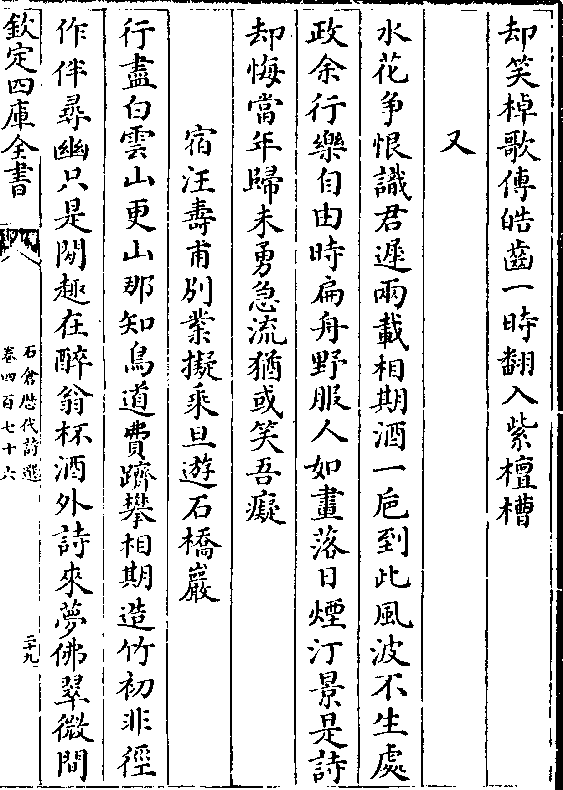 却笑棹歌傳皓齒一時翻入紫檀槽
又
水花争恨識君遲兩載相期酒一巵到此風波不生處
政余行樂自由時扁舟野服人如畫落日煙汀景是詩
却悔當年歸未勇急流猶或笑吾癡
宿汪壽甫別業擬乘旦遊石橋巖
行盡白雲山更山那知鳥道費躋攀相期造竹初非徑
作伴尋幽只是閒趣在醉翁杯酒外詩來夢佛翠微間
欽定四庫全書
石倉歷代詩選
卷四百七十六
二十九